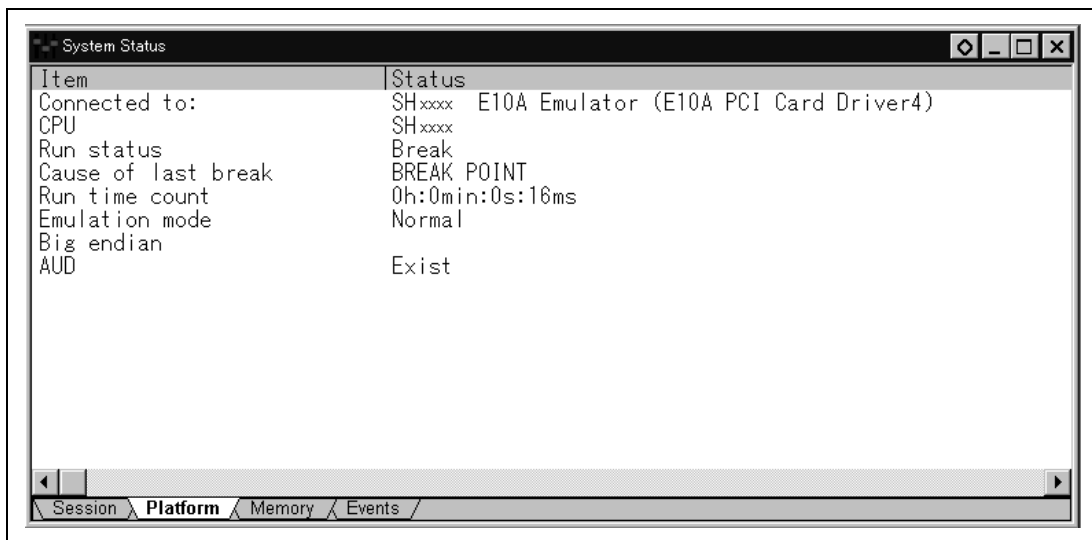 System Status
Item Status
Connected to: SHxxxx E10A Emulator (E10A PCI Card Driver4)
CPU SHxxxx
Run status Break
Cause of last break BREAK POINT
Run time count 0h:0min:0s:16ms
Emulation mode Normal
Big endian
AUD Exist
Session Platform Memory Events